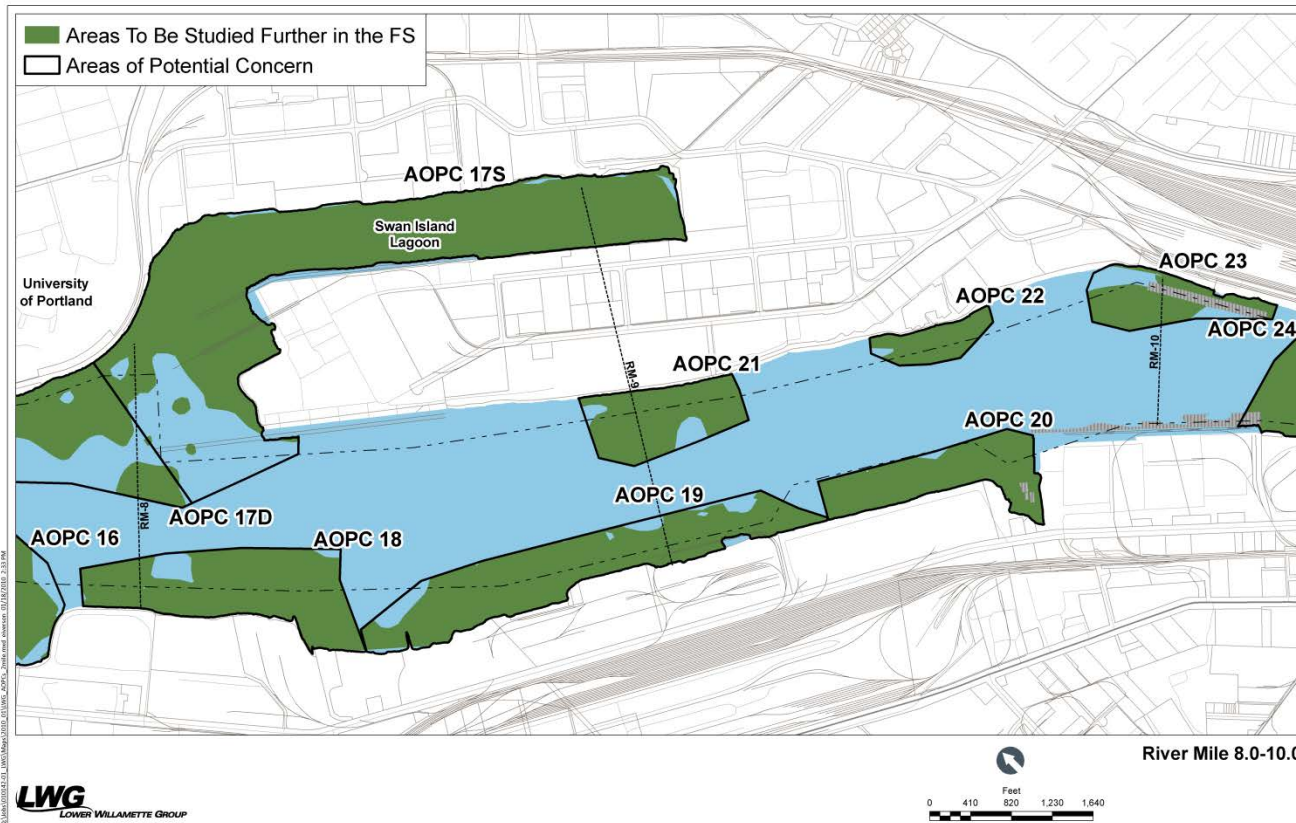 Areas To Be Studied Further in the FS
Areas of Potential Concern
AOPC 17S
Swan Island
Lagoon
University
of Portland
AOPC 23
AOPC 22
AOPC 24
RM-10
AOPC 21
RM-9
AOPC 20
AOPC 19
RM-8
AOPC 17D
AOPC 16
AOPC 18
River Mile 8.0-10.0
Feet
0 410 820 1,230 1,640
LWG
LOWER WILLAMETTE GROUP